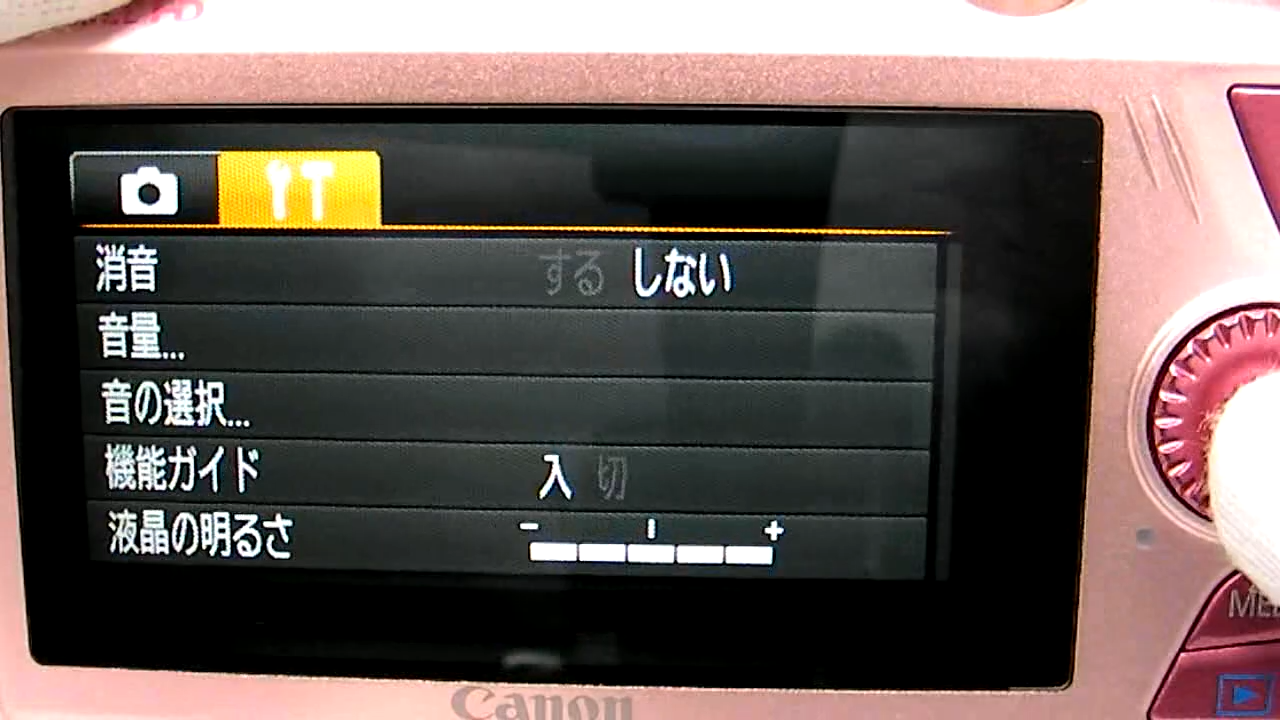 消音 する しない
音量...
音の選択...
機能ガイド 入 切
液晶の明るさ - +
Canon